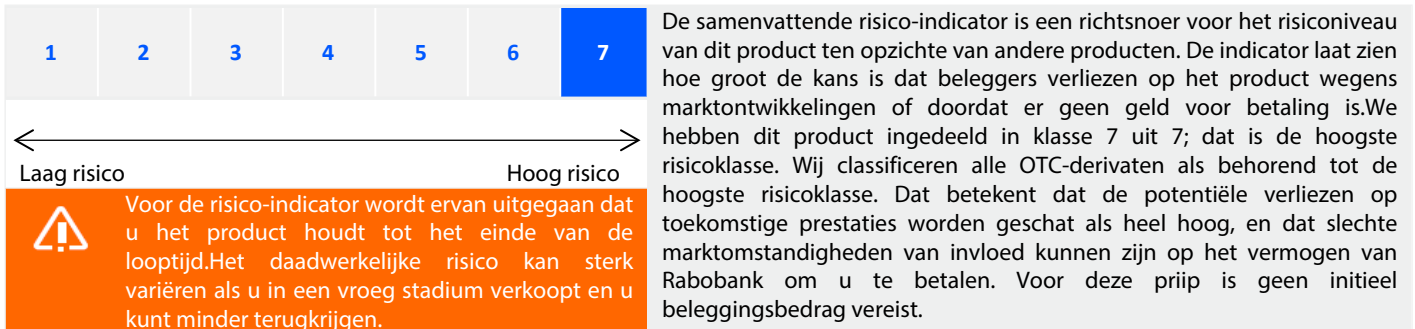 1 2 3 4 5 6 7
Laag risico Hoog risico
Voor de risico-indicator wordt ervan uitgegaan dat
u het product houdt tot het einde van de
looptijd.Het daadwerkelijke risico kan sterk
variëren als u in een vroeg stadium verkoopt en u
kunt minder terugkrijgen.
De samenvattende risico-indicator is een richtsnoer voor het risiconiveau
van dit product ten opzichte van andere producten. De indicator laat zien
hoe groot de kans is dat beleggers verliezen op het product wegens
marktontwikkelingen of doordat er geen geld voor betaling is.We
hebben dit product ingedeeld in klasse 7 uit 7; dat is de hoogste
risicoklasse. Wij classificeren alle OTC-derivaten als behorend tot de
hoogste risicoklasse. Dat betekent dat de potentiële verliezen op
toekomstige prestaties worden geschat als heel hoog, en dat slechte
marktomstandigheden van invloed kunnen zijn op het vermogen van
Rabobank om u te betalen. Voor deze priip is geen initieel
beleggingsbedrag vereist.